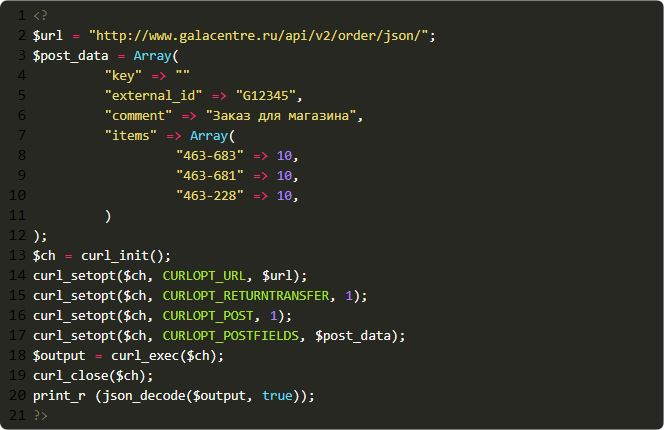 1 <?
2 $url = "http://www.galacentre.ru/api/v2/order/json/";
3 $post_data = Array(
4 "key" => ""
5 "external_id" => "G12345",
6 "comment" => "Заказ для магазина",
7 "items" => Array(
8 "463-683" => 10,
9 "463-681" => 10,
10 "463-228" => 10,
11 )
12 );
13 $ch = curl_init();
14 curl_setopt($ch, CURLOPT_URL, $url);
15 curl_setopt($ch, CURLOPT_RETURNTRANSFER, 1);
16 curl_setopt($ch, CURLOPT_POST, 1);
17 curl_setopt($ch, CURLOPT_POSTFIELDS, $post_data);
18 $output = curl_exec($ch);
19 curl_close($ch);
20 print_r (json_decode($output, true));
21 ?>